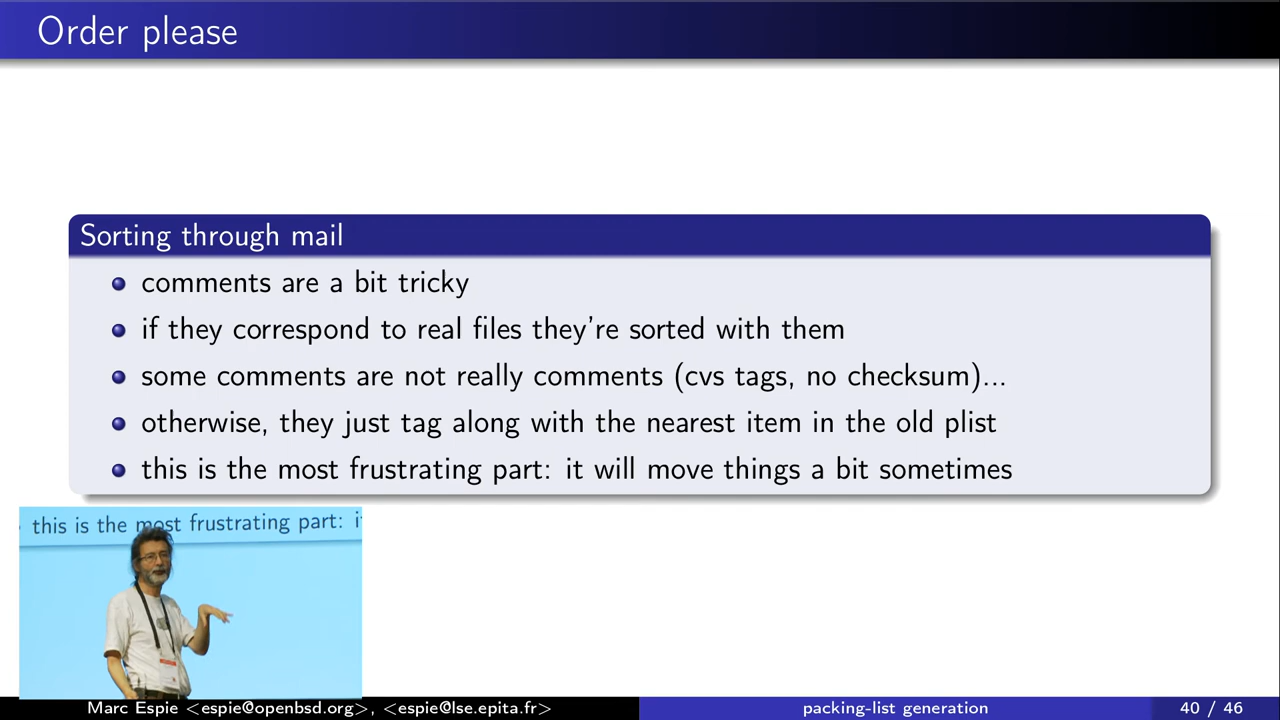 Order please
Sorting through mail
comments are a bit tricky
if they correspond to real files they're sorted with them
some comments are not really comments (cvs tags, no checksum)...
otherwise, they just tag along with the nearest item in the old plist
this is the most frustrating part: it will move things a bit sometimes
this is the most frustrating part: i
Marc Espie <espie@openbsd.org>, <espie@lse.epita.fr>
packing-list generation
40 / 46